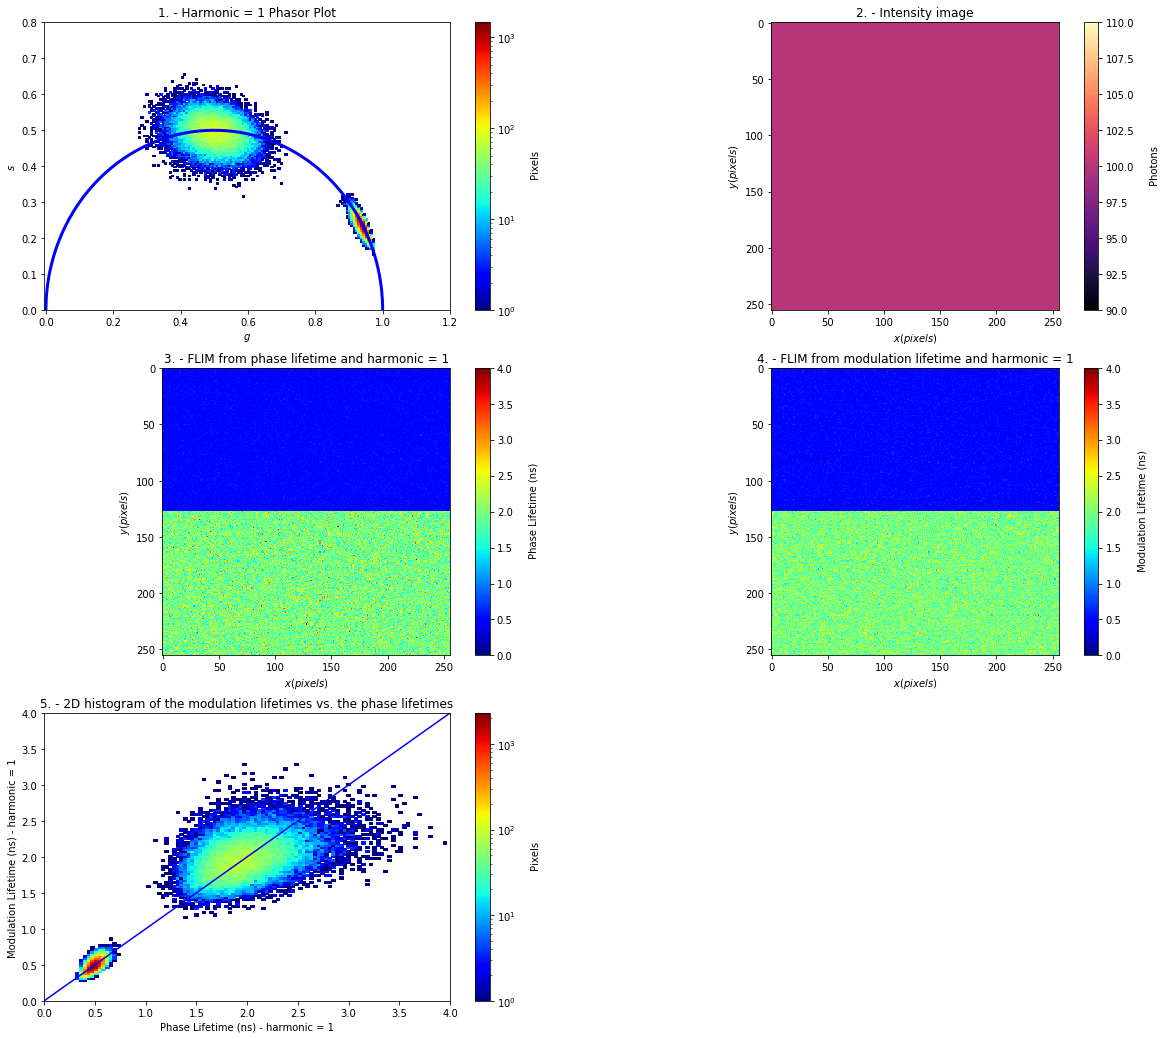 1. - Harmonic = 1 Phasor Plot
0.8
0.7
0.6
0.5
0.4
0.3
0.2
0.1
0.0
s
0.0 0.2 0.4 0.6 0.8 1.0 1.2
g
10³
10²
10¹
10⁰
Pixels
2. - Intensity image
0
50
100
150
200
250
y(pixels)
0 50 100 150 200 250
x(pixels)
110.0
107.5
105.0
102.5
100.0
97.5
95.0
92.5
90.0
Photons
3. - FLIM from phase lifetime and harmonic = 1
0
50
100
150
200
250
y(pixels)
0 50 100 150 200 250
x(pixels)
4.0
3.5
3.0
2.5
2.0
1.5
1.0
0.5
0.0
Phase Lifetime (ns)
4. - FLIM from modulation lifetime and harmonic = 1
0
50
100
150
200
250
y(pixels)
0 50 100 150 200 250
x(pixels)
4.0
3.5
3.0
2.5
2.0
1.5
1.0
0.5
0.0
Modulation Lifetime (ns)
5. - 2D histogram of the modulation lifetimes vs. the phase lifetimes
4.0
3.5
3.0
2.5
2.0
1.5
1.0
0.5
0.0
Modulation Lifetime (ns) - harmonic = 1
0.0 0.5 1.0 1.5 2.0 2.5 3.0 3.5 4.0
Phase Lifetime (ns) - harmonic = 1
10³
10²
10¹
10⁰
Pixels